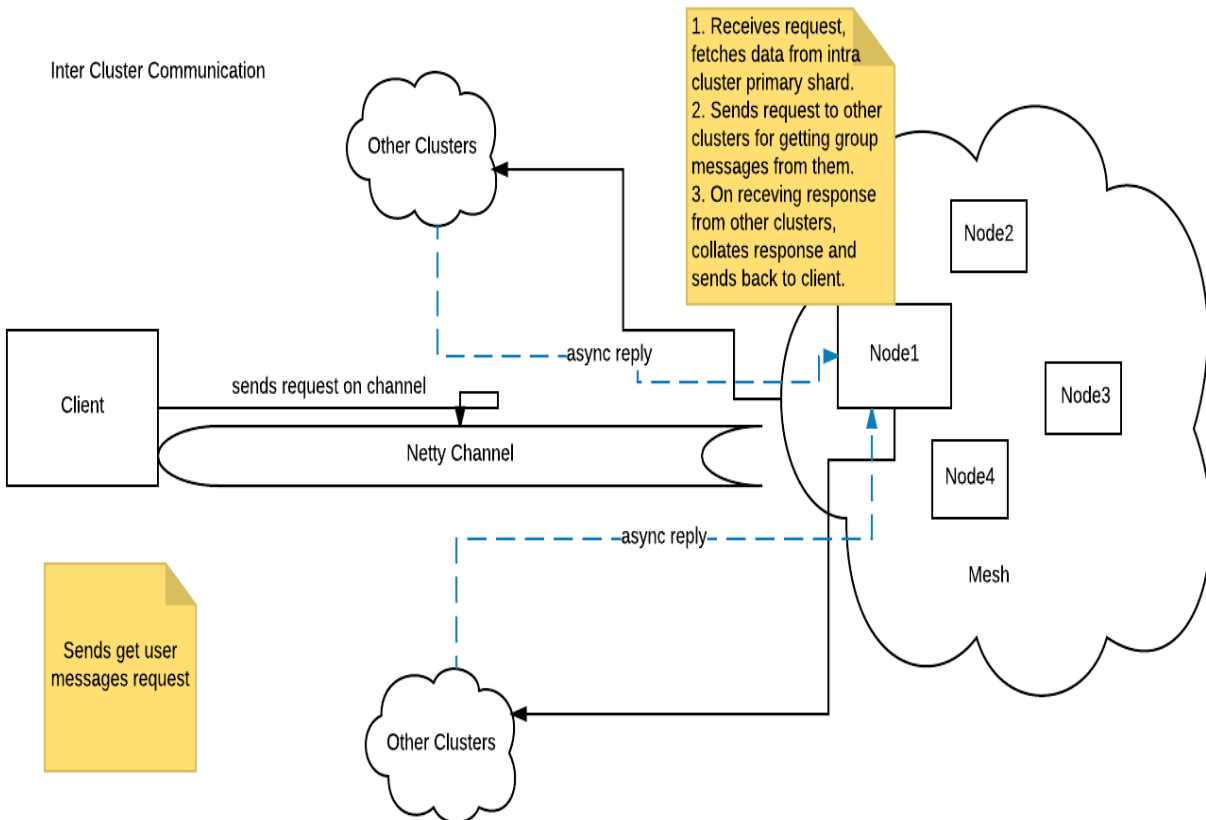 Inter Cluster Communication
Other Clusters
1. Receives request,
fetches data from intra
cluster primary shard.
2. Sends request to other
clusters for getting group
messages from them.
3. On receving response
from other clusters,
collates response and
sends back to client.
Node2
Node1
async reply
Node3
sends request on channel
Client
Netty Channel
Node4
async reply
Mesh
Sends get user
messages request
Other Clusters